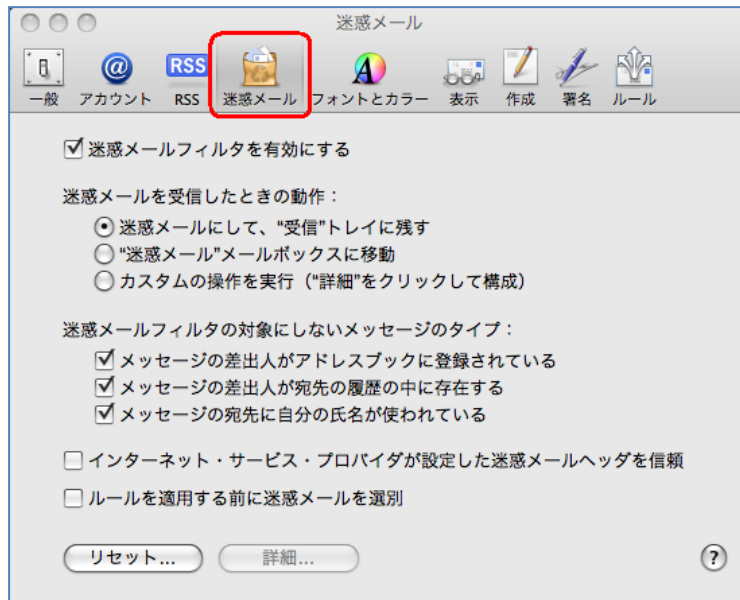 迷惑メール
@
RSS
A
一般 アカウント RSS 迷惑メール フォントとカラー 表示 作成 署名 ルール
迷惑メールフィルタを有効にする
迷惑メールを受信したときの動作：
迷惑メールにして、“受信”トレイに残す
“迷惑メール”メールボックスに移動
カスタムの操作を実行（“詳細”をクリックして構成）
迷惑メールフィルタの対象にしないメッセージのタイプ：
メッセージの差出人がアドレスブックに登録されている
メッセージの差出人が宛先の履歴の中に存在する
メッセージの宛先に自分の氏名が使われている
インターネット・サービス・プロバイダが設定した迷惑メールヘッダを信頼
ルールを適用する前に迷惑メールを選別
リセット... 詳細... ?